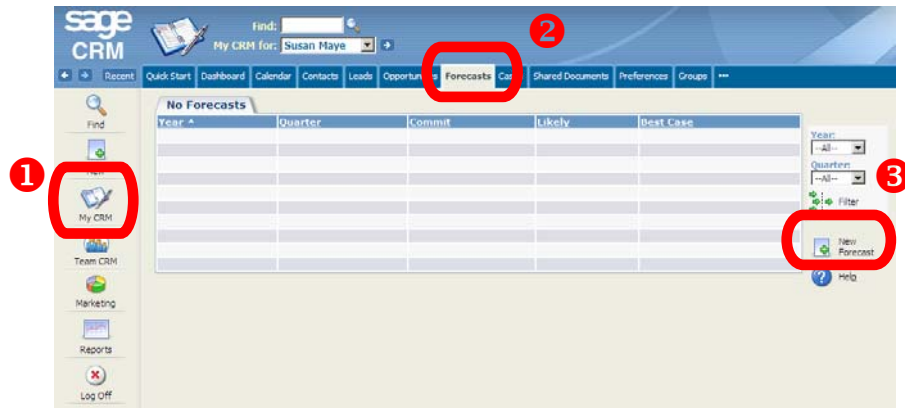 sage
CRM
Find:
My CRM for: Susan Maye
2
Recent Quick Start Dashboard Calendar Contacts Leads Forecasts Shared Documents Preferences Groups
No Forecasts
Year Quarter Commit Likely Best Case
Find
1
My CRM
Team CRM
Marketing
Reports
Log Off
Year:
--All--
Quarter:
--All--
3
Filter
New
Forecast
Help